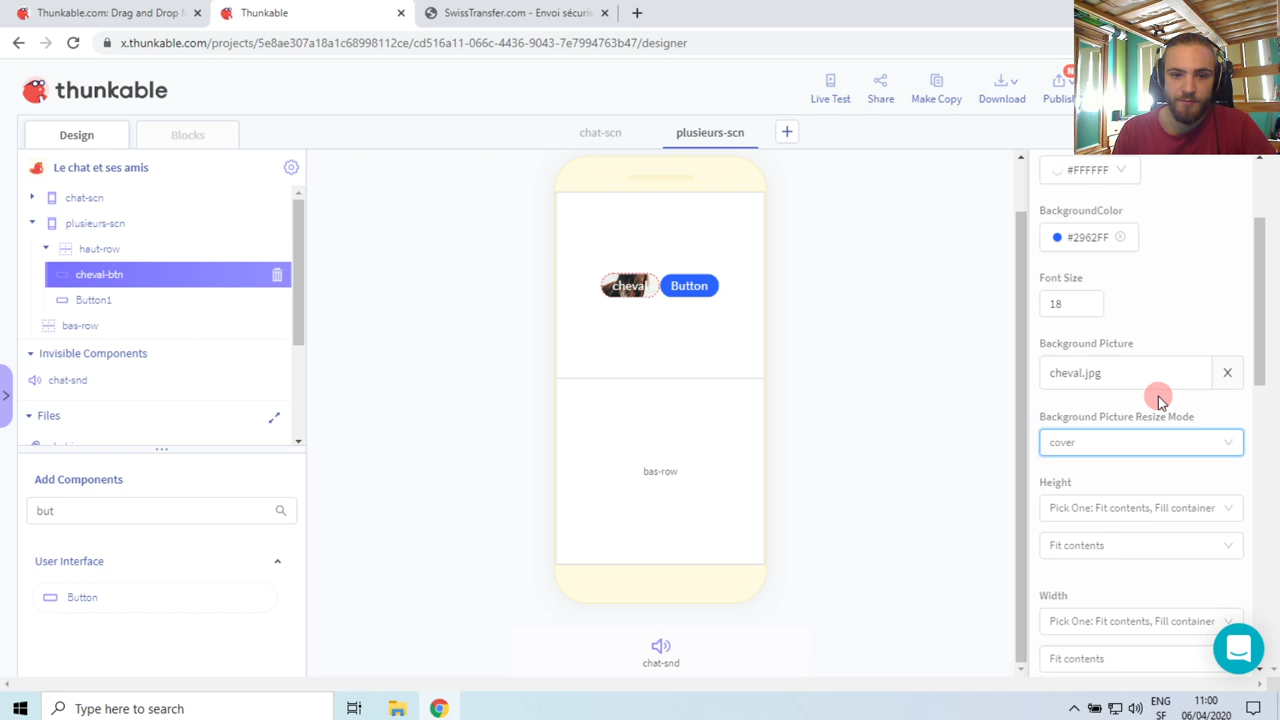 Thunkable.com: Drag and Drop M
Thunkable
SwissTransfer.com - Envoi sécuris
x.thunkable.com/projects/5e8ae307a18a1c68998112ce/cd516a11-066c-4436-9043-7e7994763b47/designer
thunkable
Live Test
Share
Make Copy
Download
Publish
N
Design
Blocks
chat-scn
plusieurs-scn
Le chat et ses amis
chat-scn
plusieurs-scn
haut-row
cheval-btn
Button1
bas-row
Invisible Components
chat-snd
Files
Add Components
but
User Interface
Button
cheval
Button
bas-row
chat-snd
#FFFFFF
BackgroundColor
#2962FF
Font Size
18
Background Picture
cheval.jpg
X
Background Picture Resize Mode
cover
Height
Pick One: Fit contents, Fill container
Fit contents
Width
Pick One: Fit contents, Fill container
Fit contents
Type here to search
ENG
SF
11:00
06/04/2020